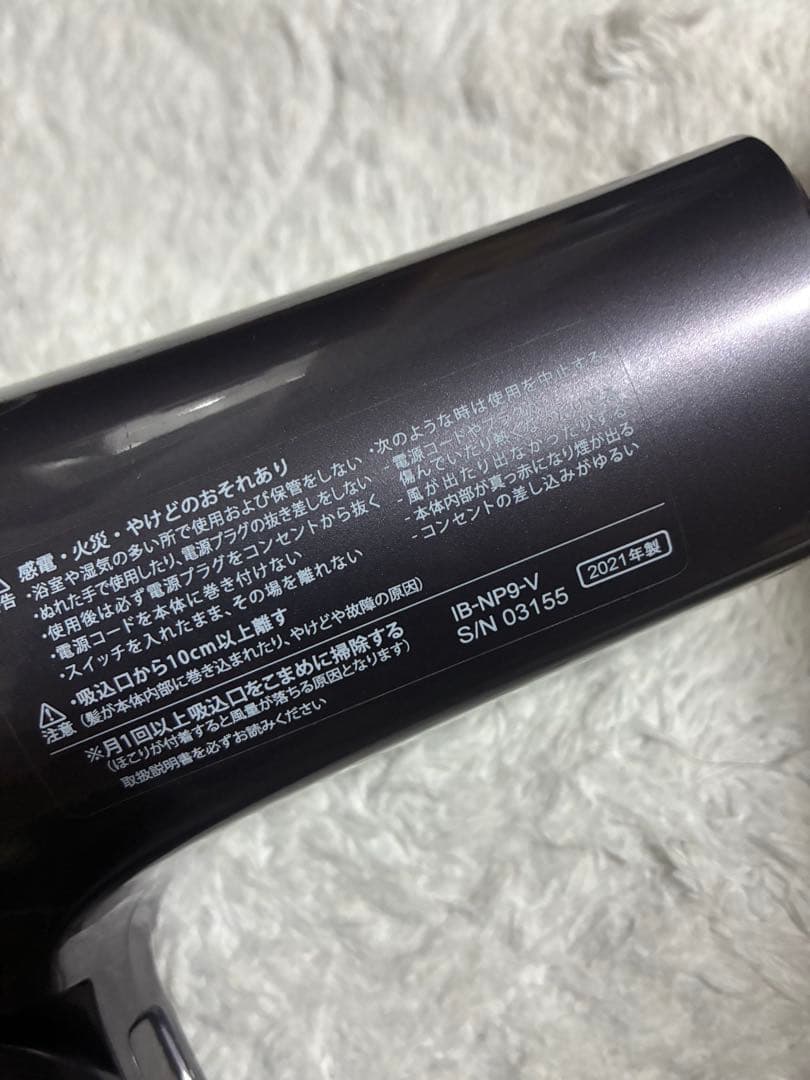 告
感電・火災・やけどのおそれあり
・浴室や湿気の多い所で使用および保管をしない
・ぬれた手で使用したり、電源プラグの抜き差しをしない
・使用後は必ず電源プラグをコンセントから抜く
・電源コードを本体に巻き付けない
・スイッチを入れたまま、その場を離れない
・次のような時は使用を中止する
- 電源コードや
傷んでいたり
- 風が出たり出なかったりする
- 本体内部が真っ赤になり煙が出る
- コンセントの差し込みがゆるい
注意
・吸込口から10cm以上離す
（髪が本体内部に巻き込まれたり、やけどや故障の原因）
※月1回以上吸込口をこまめに掃除する
（ほこりが付着すると風量が落ちる原因となります）
取扱説明書を必ずお読みください
IB-NP9-V
S/N 03155
2021年製